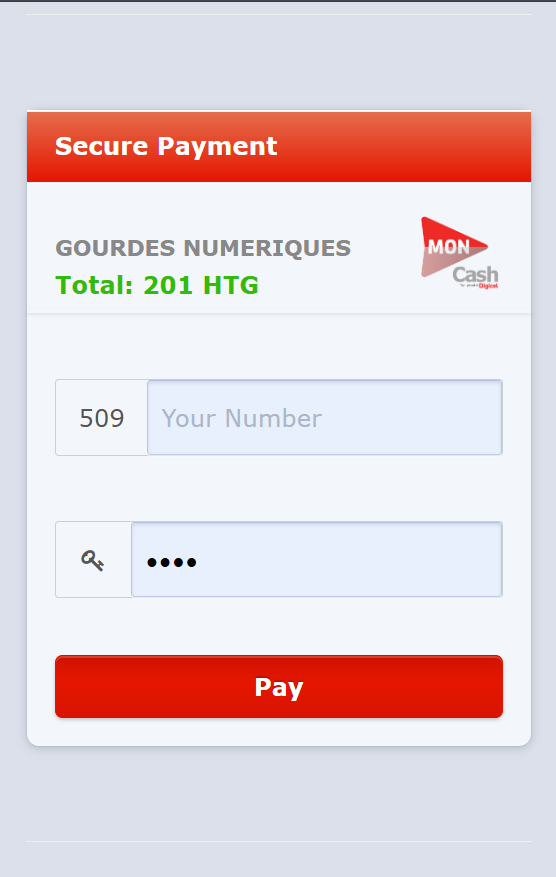 Secure Payment
GOURDES NUMERIQUES
Total: 201 HTG
MON
Cash
Digicel
509
Your Number
••••
Pay